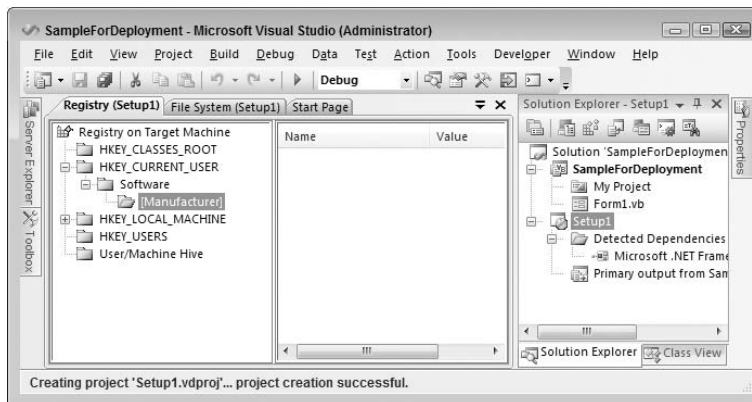 SampleForDeployment - Microsoft Visual Studio (Administrator)
File Edit View Project Build Debug Data Test Action Tools Developer Window Help
Debug
Registry (Setup1) File System (Setup1) Start Page
Server Explorer
Toolbox
Registry on Target Machine
HKEY_CLASSES_ROOT
HKEY_CURRENT_USER
Software
[Manufacturer]
HKEY_LOCAL_MACHINE
HKEY_USERS
User/Machine Hive
Name Value
Solution Explorer - Setup1
Solution 'SampleForDeploymen
SampleForDeployment
My Project
Form1.vb
Setup1
Detected Dependencies
Microsoft .NET Frame
Primary output from Sam
Solution Explorer Class View
Properties
Creating project 'Setup1.vdproj'... project creation successful.